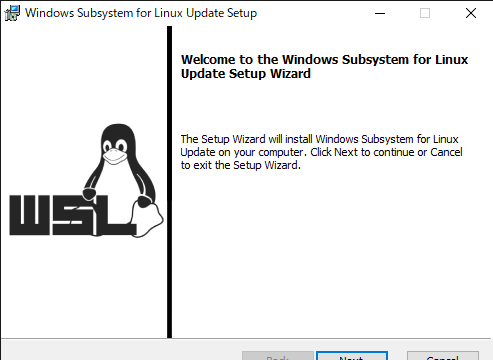 Windows Subsystem for Linux Update Setup
Welcome to the Windows Subsystem for Linux
Update Setup Wizard
The Setup Wizard will install Windows Subsystem for Linux
Update on your computer. Click Next to continue or Cancel
to exit the Setup Wizard.
WSL
Back Next Cancel